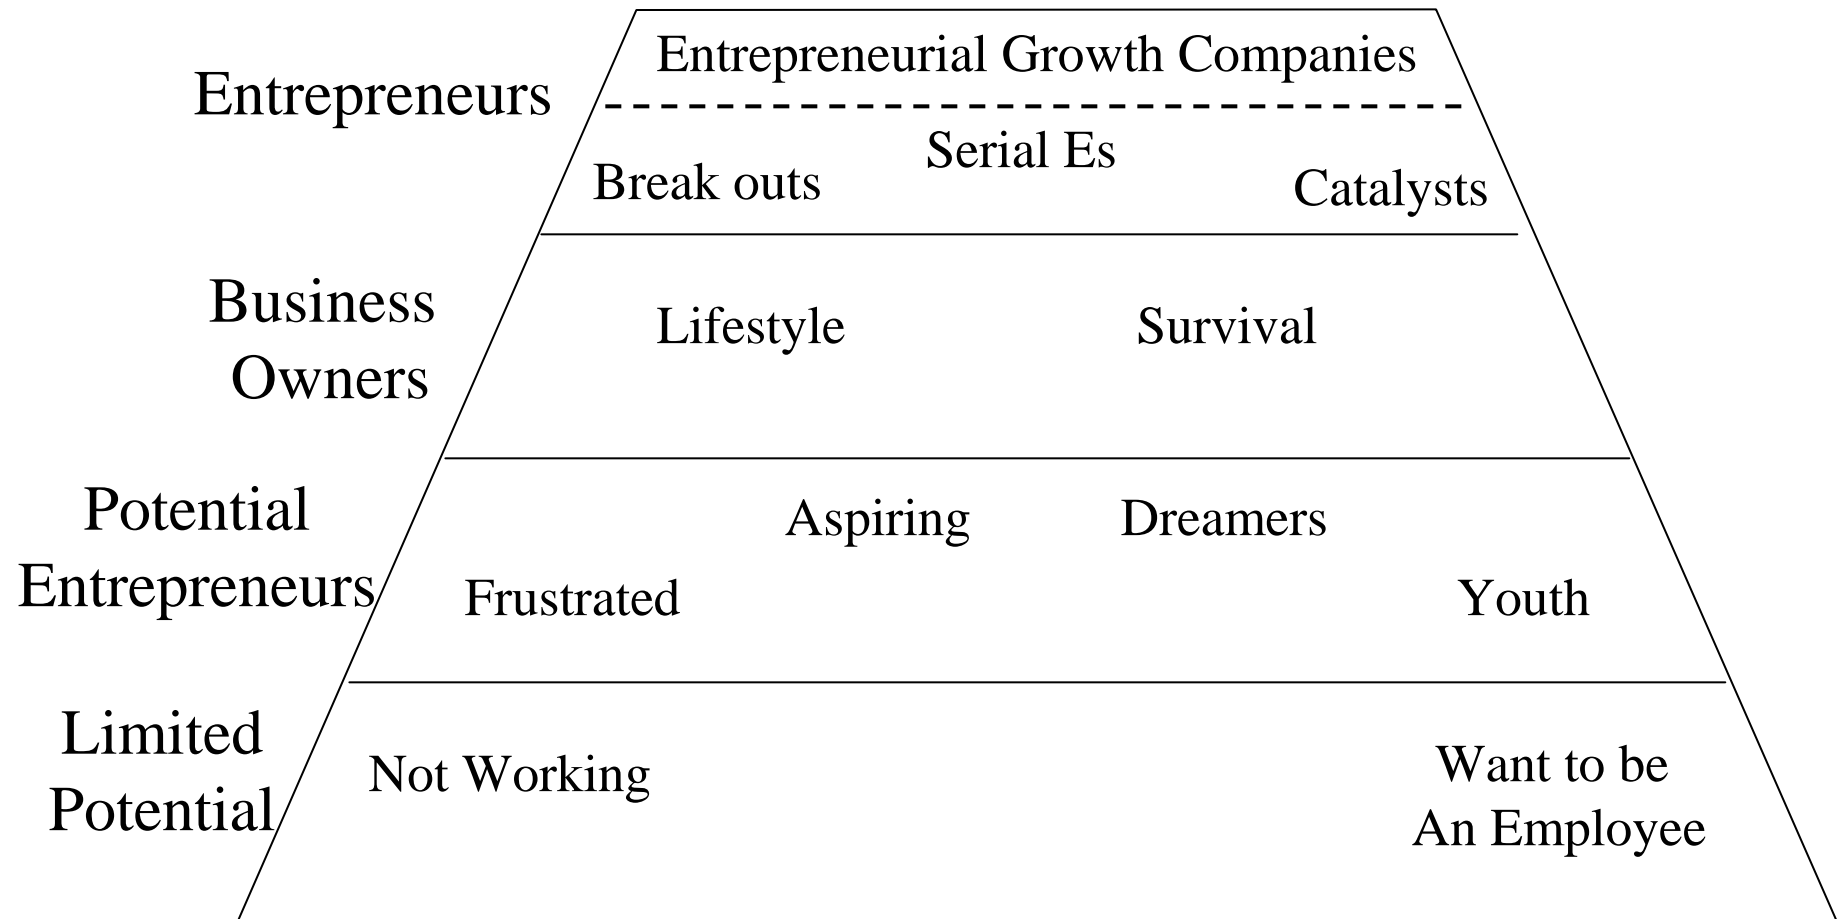 Entrepreneurial Growth Companies
Entrepreneurs
Serial Es
Break outs
Catalysts
Business
Owners
Lifestyle
Survival
Potential
Entrepreneurs
Aspiring
Dreamers
Frustrated
Youth
Limited
Potential
Not Working
Want to be
An Employee